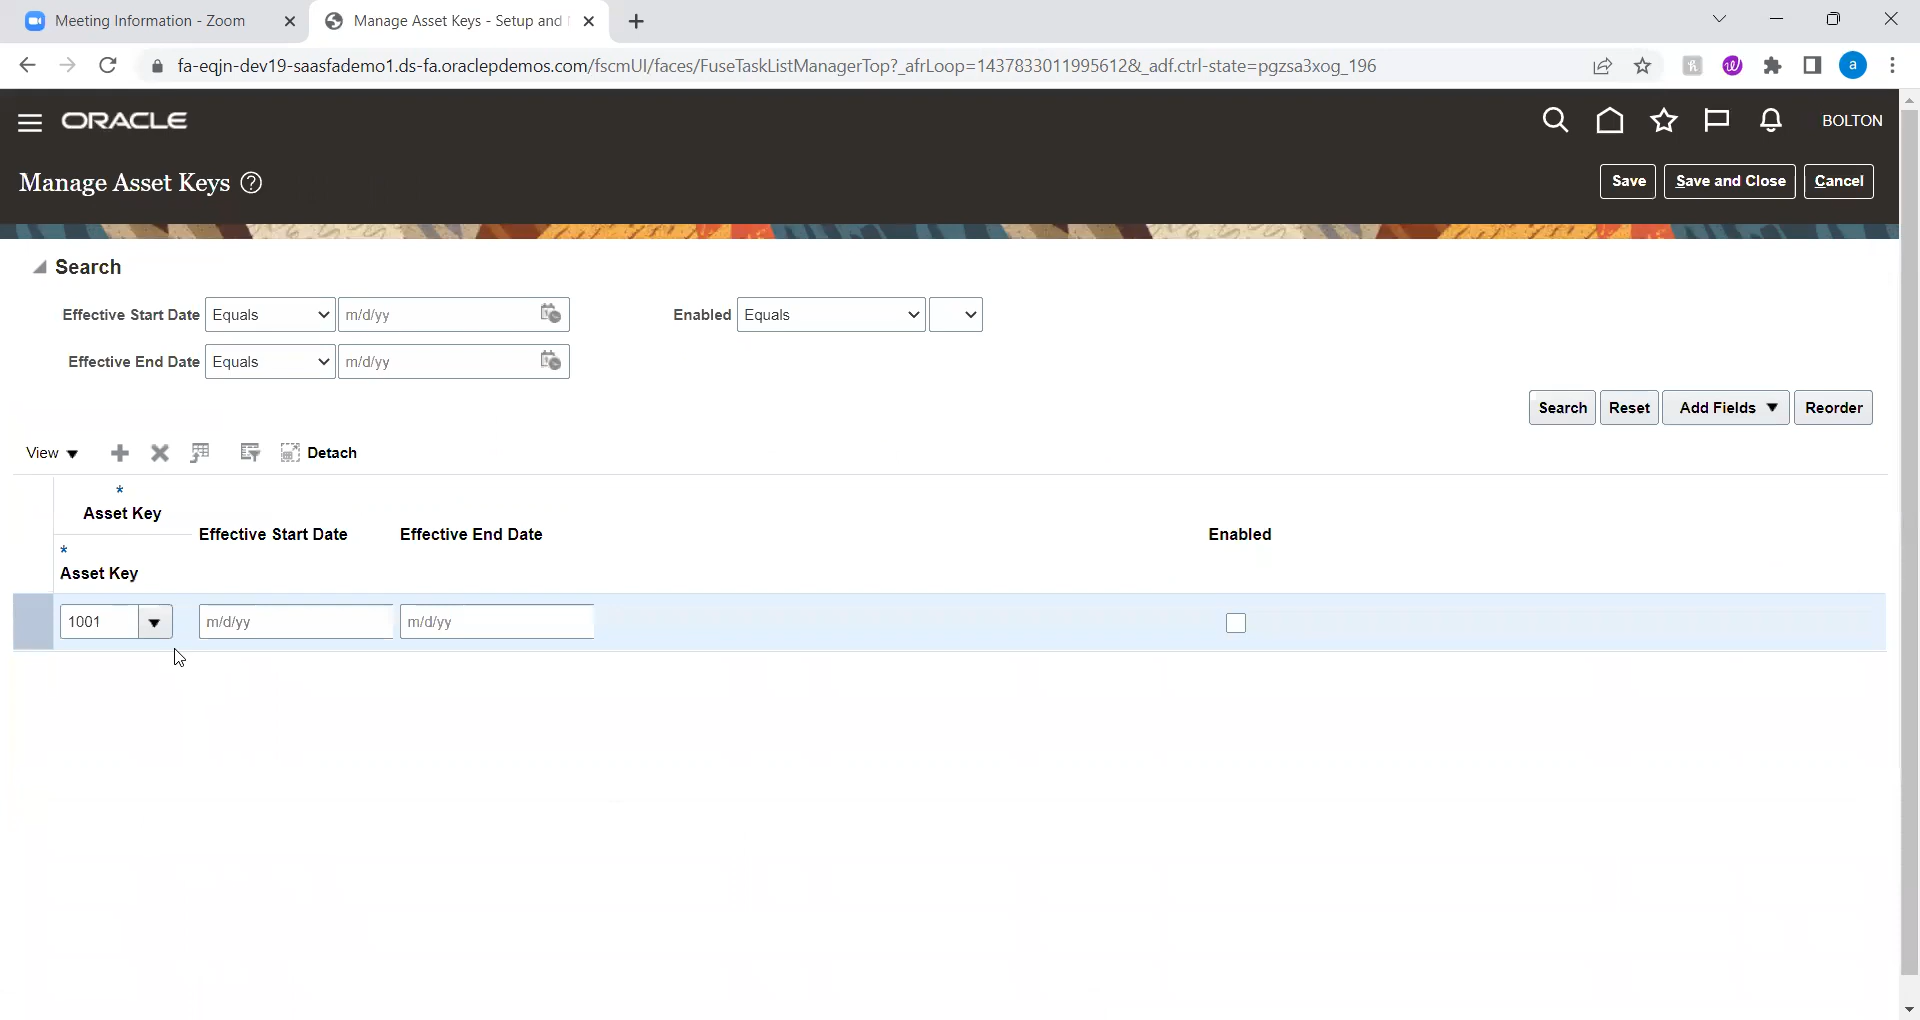 Meeting Information - Zoom
Manage Asset Keys - Setup and
fa-eqjn-dev19-saasfademo1.ds-fa.oraclepdemos.com/fscmUI/faces/FuseTaskListManagerTop?_afrLoop=14378330119956128&_adf.ctrl-state=pgzsa3xog_196
a
ORACLE
BOLTON
Manage Asset Keys ?
Save Save and Close Cancel
Search
Effective Start Date Equals m/d/yy Enabled Equals
Effective End Date Equals m/d/yy
Search Reset Add Fields Reorder
View Detach
*
Asset Key
Effective Start Date Effective End Date Enabled
*
Asset Key
1001 m/d/yy m/d/yy